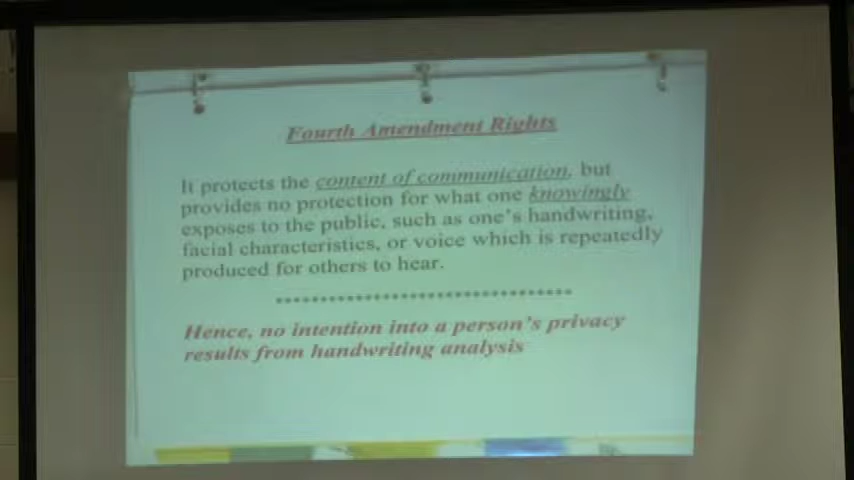 Fourth Amendment Rights
It protects the content of communication, but
provides no protection for what one knowingly
exposes to the public, such as one's handwriting,
facial characteristics, or voice which is repeatedly
produced for others to hear.
********************************
Hence, no intention into a person's privacy
results from handwriting analysis